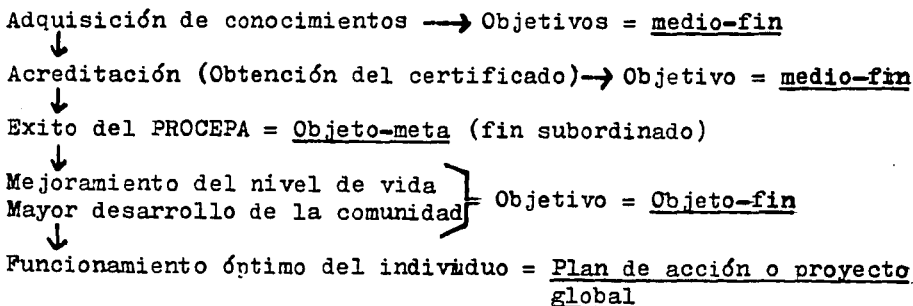 Adquisición de conocimientos → Objetivos = medio-fin
↓
Acreditación (Obtención del certificado)→ Objetivo = medio-fin
↓
Exito del PROCEPA = Objeto-meta (fin subordinado)
↓
Mejoramiento del nivel de vida
Mayor desarrollo de la comunidad} = Objetivo = Objeto-fin
↓
Funcionamiento óptimo del individuo = Plan de acción o proyecto
global